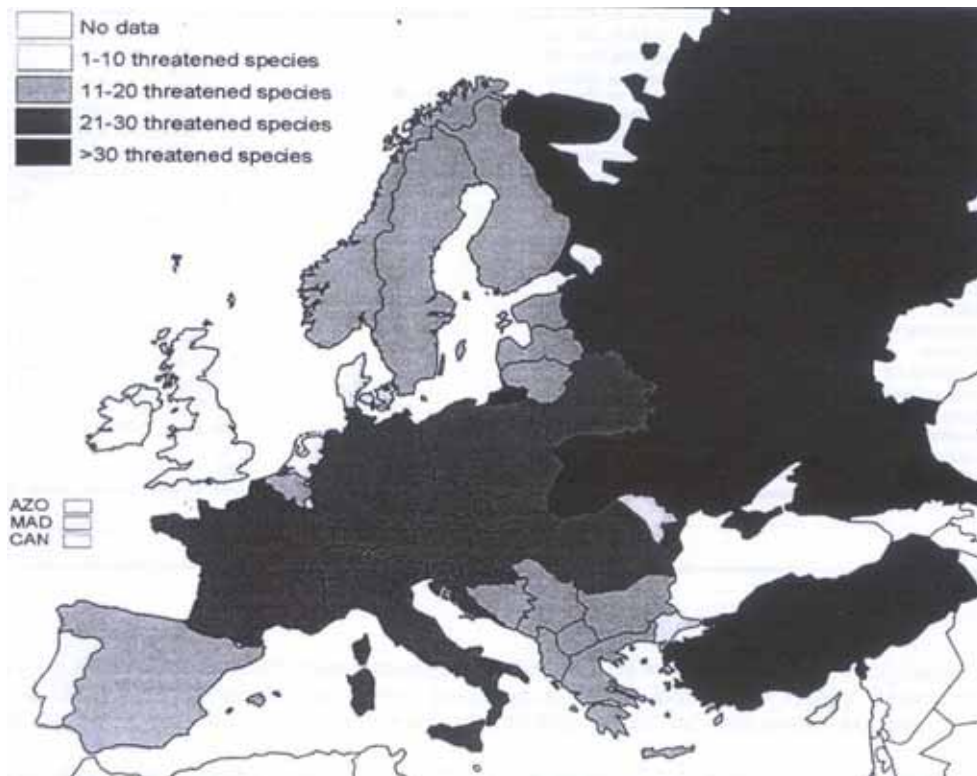 No data
1-10 threatened species
11-20 threatened species
21-30 threatened species
>30 threatened species
AZO
MAD
CAN